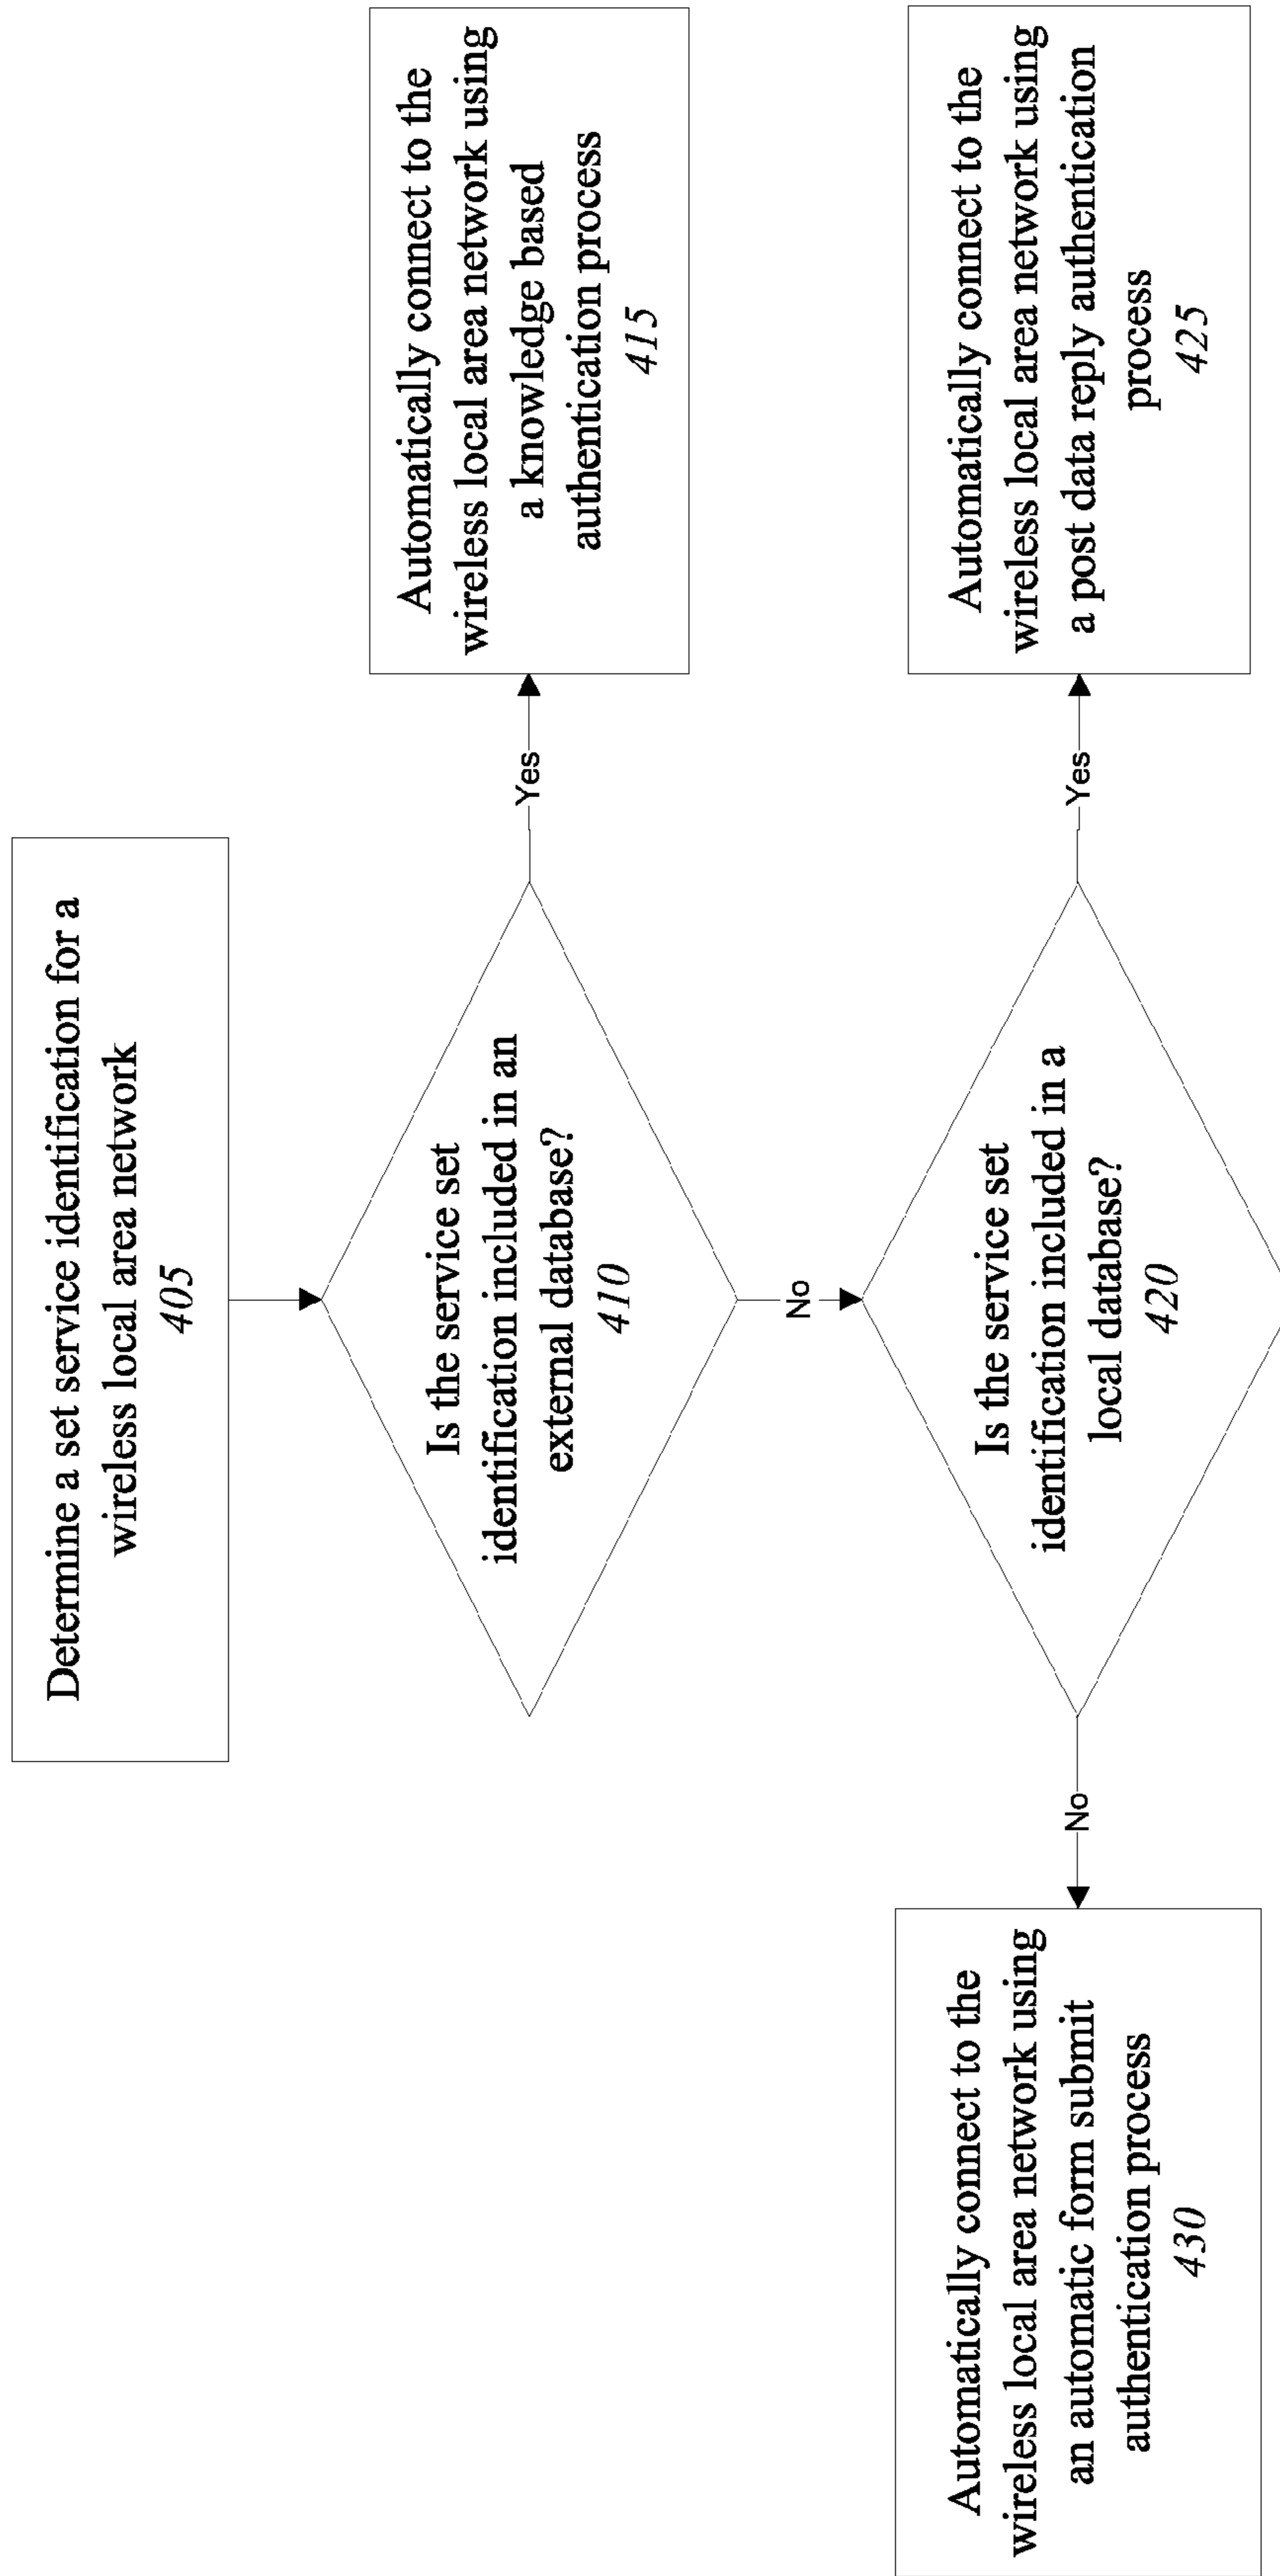 Determine a set service identification for a
wireless local area network
405
Is the service set
identification included in an
external database?
410
Yes
Automatically connect to the
wireless local area network using
a knowledge based
authentication process
415
No
Is the service set
identification included in a
local database?
420
Yes
Automatically connect to the
wireless local area network using
a post data reply authentication
process
425
No
Automatically connect to the
wireless local area network using
an automatic form submit
authentication process
430